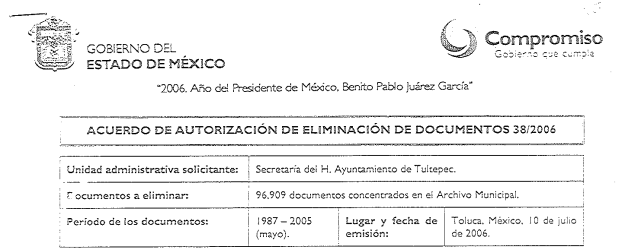 GOBIERNO DEL
ESTADO DE MÉXICO
Compromiso
Gobierno que cumple
"2006. Año del Presidente de México, Benito Pablo Juárez García"
ACUERDO DE AUTORIZACIÓN DE ELIMINACIÓN DE DOCUMENTOS 38/2006
Unidad administrativa solicitante: Secretaría del H. Ayuntamiento de Tultepec.
Documentos a eliminar: 96,909 documentos concentrados en el Archivo Municipal.
Período de los documentos: 1987 – 2005 (mayo). Lugar y fecha de emisión: Toluca, México, 10 de julio de 2006.